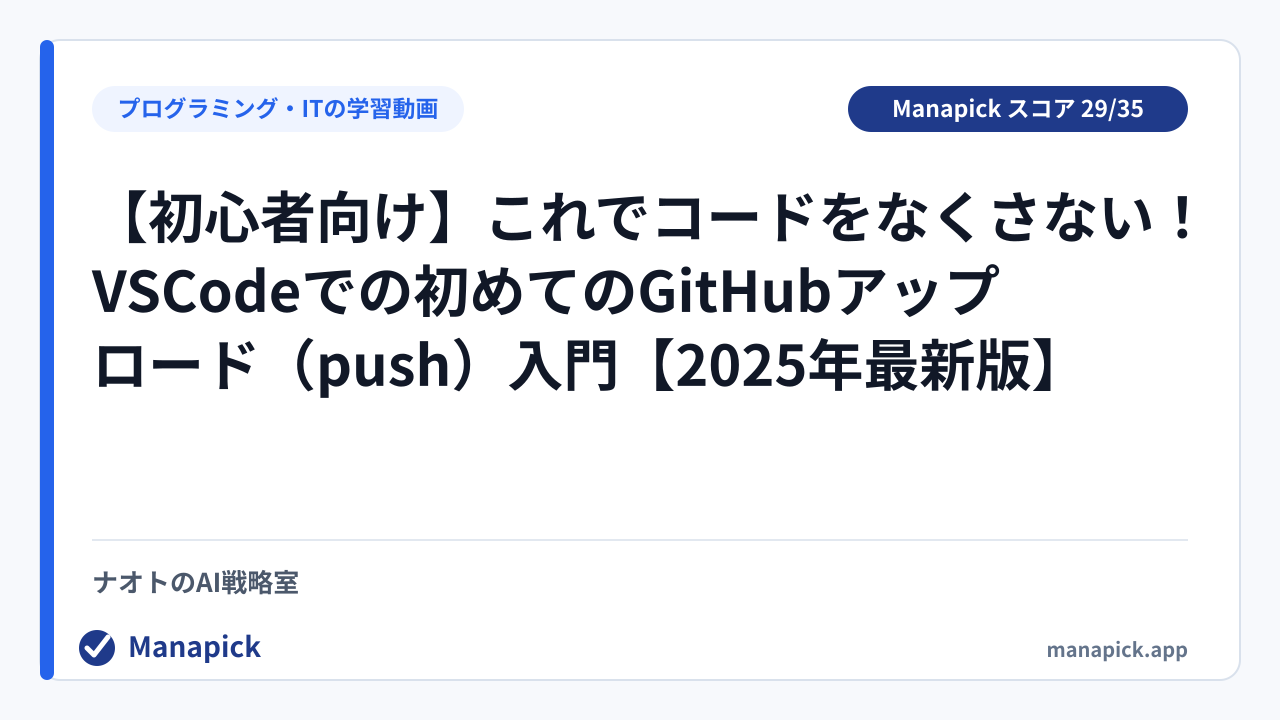 プログラミング・ITの学習動画
Manapick スコア 29/35
【初心者向け】これでコードをなくさない！
VSCodeでの初めてのGitHubアップ
ロード（push）入門【2025年最新版】
ナオトのAI戦略室
Manapick
manapick.app